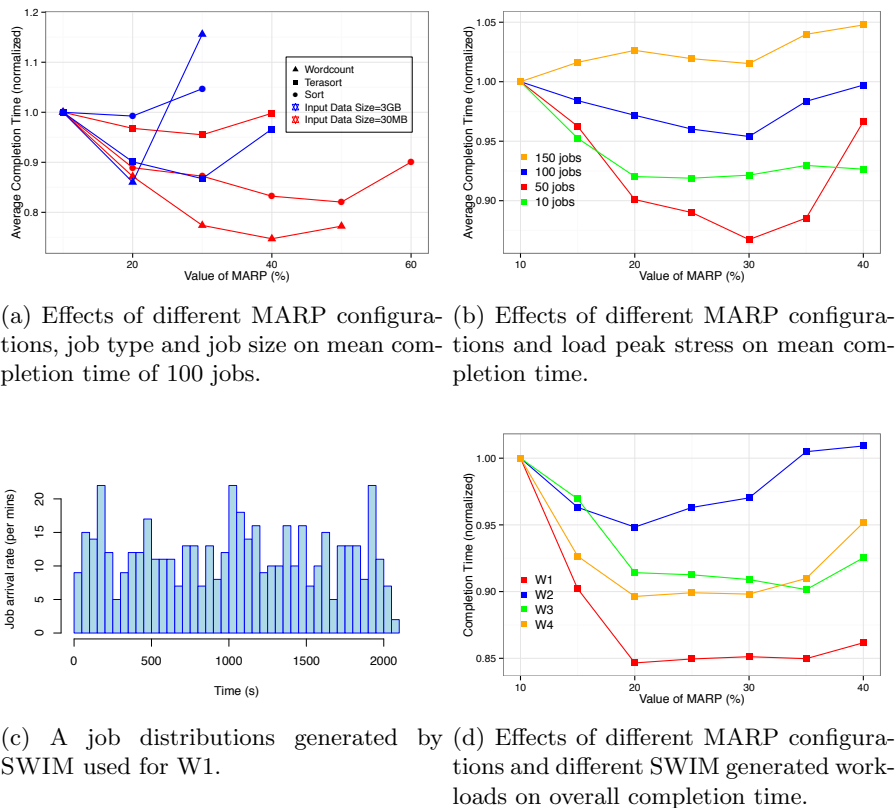 1.2
1.1
1.0
0.9
0.8
Average Completion Time (normalized)
Wordcount
Terasort
Sort
Input Data Size=3GB
Input Data Size=30MB
20
40
60
Value of MARP (%)
(a) Effects of different MARP configura-
tions, job type and job size on mean com-
pletion time of 100 jobs.
1.05
1.00
0.95
0.90
Average Completion Time (normalized)
150 jobs
100 jobs
50 jobs
10 jobs
10
20
30
40
Value of MARP (%)
(b) Effects of different MARP configura-
tions and load peak stress on mean com-
pletion time.
20
15
10
5
0
Job arrival rate (per mins)
0
500
1000
1500
2000
Time (s)
(c) A job distributions generated by
SWIM used for W1.
1.00
0.95
0.90
0.85
Completion Time (normalized)
W1
W2
W3
W4
10
20
30
40
Value of MARP (%)
(d) Effects of different MARP configura-
tions and different SWIM generated work-
loads on overall completion time.